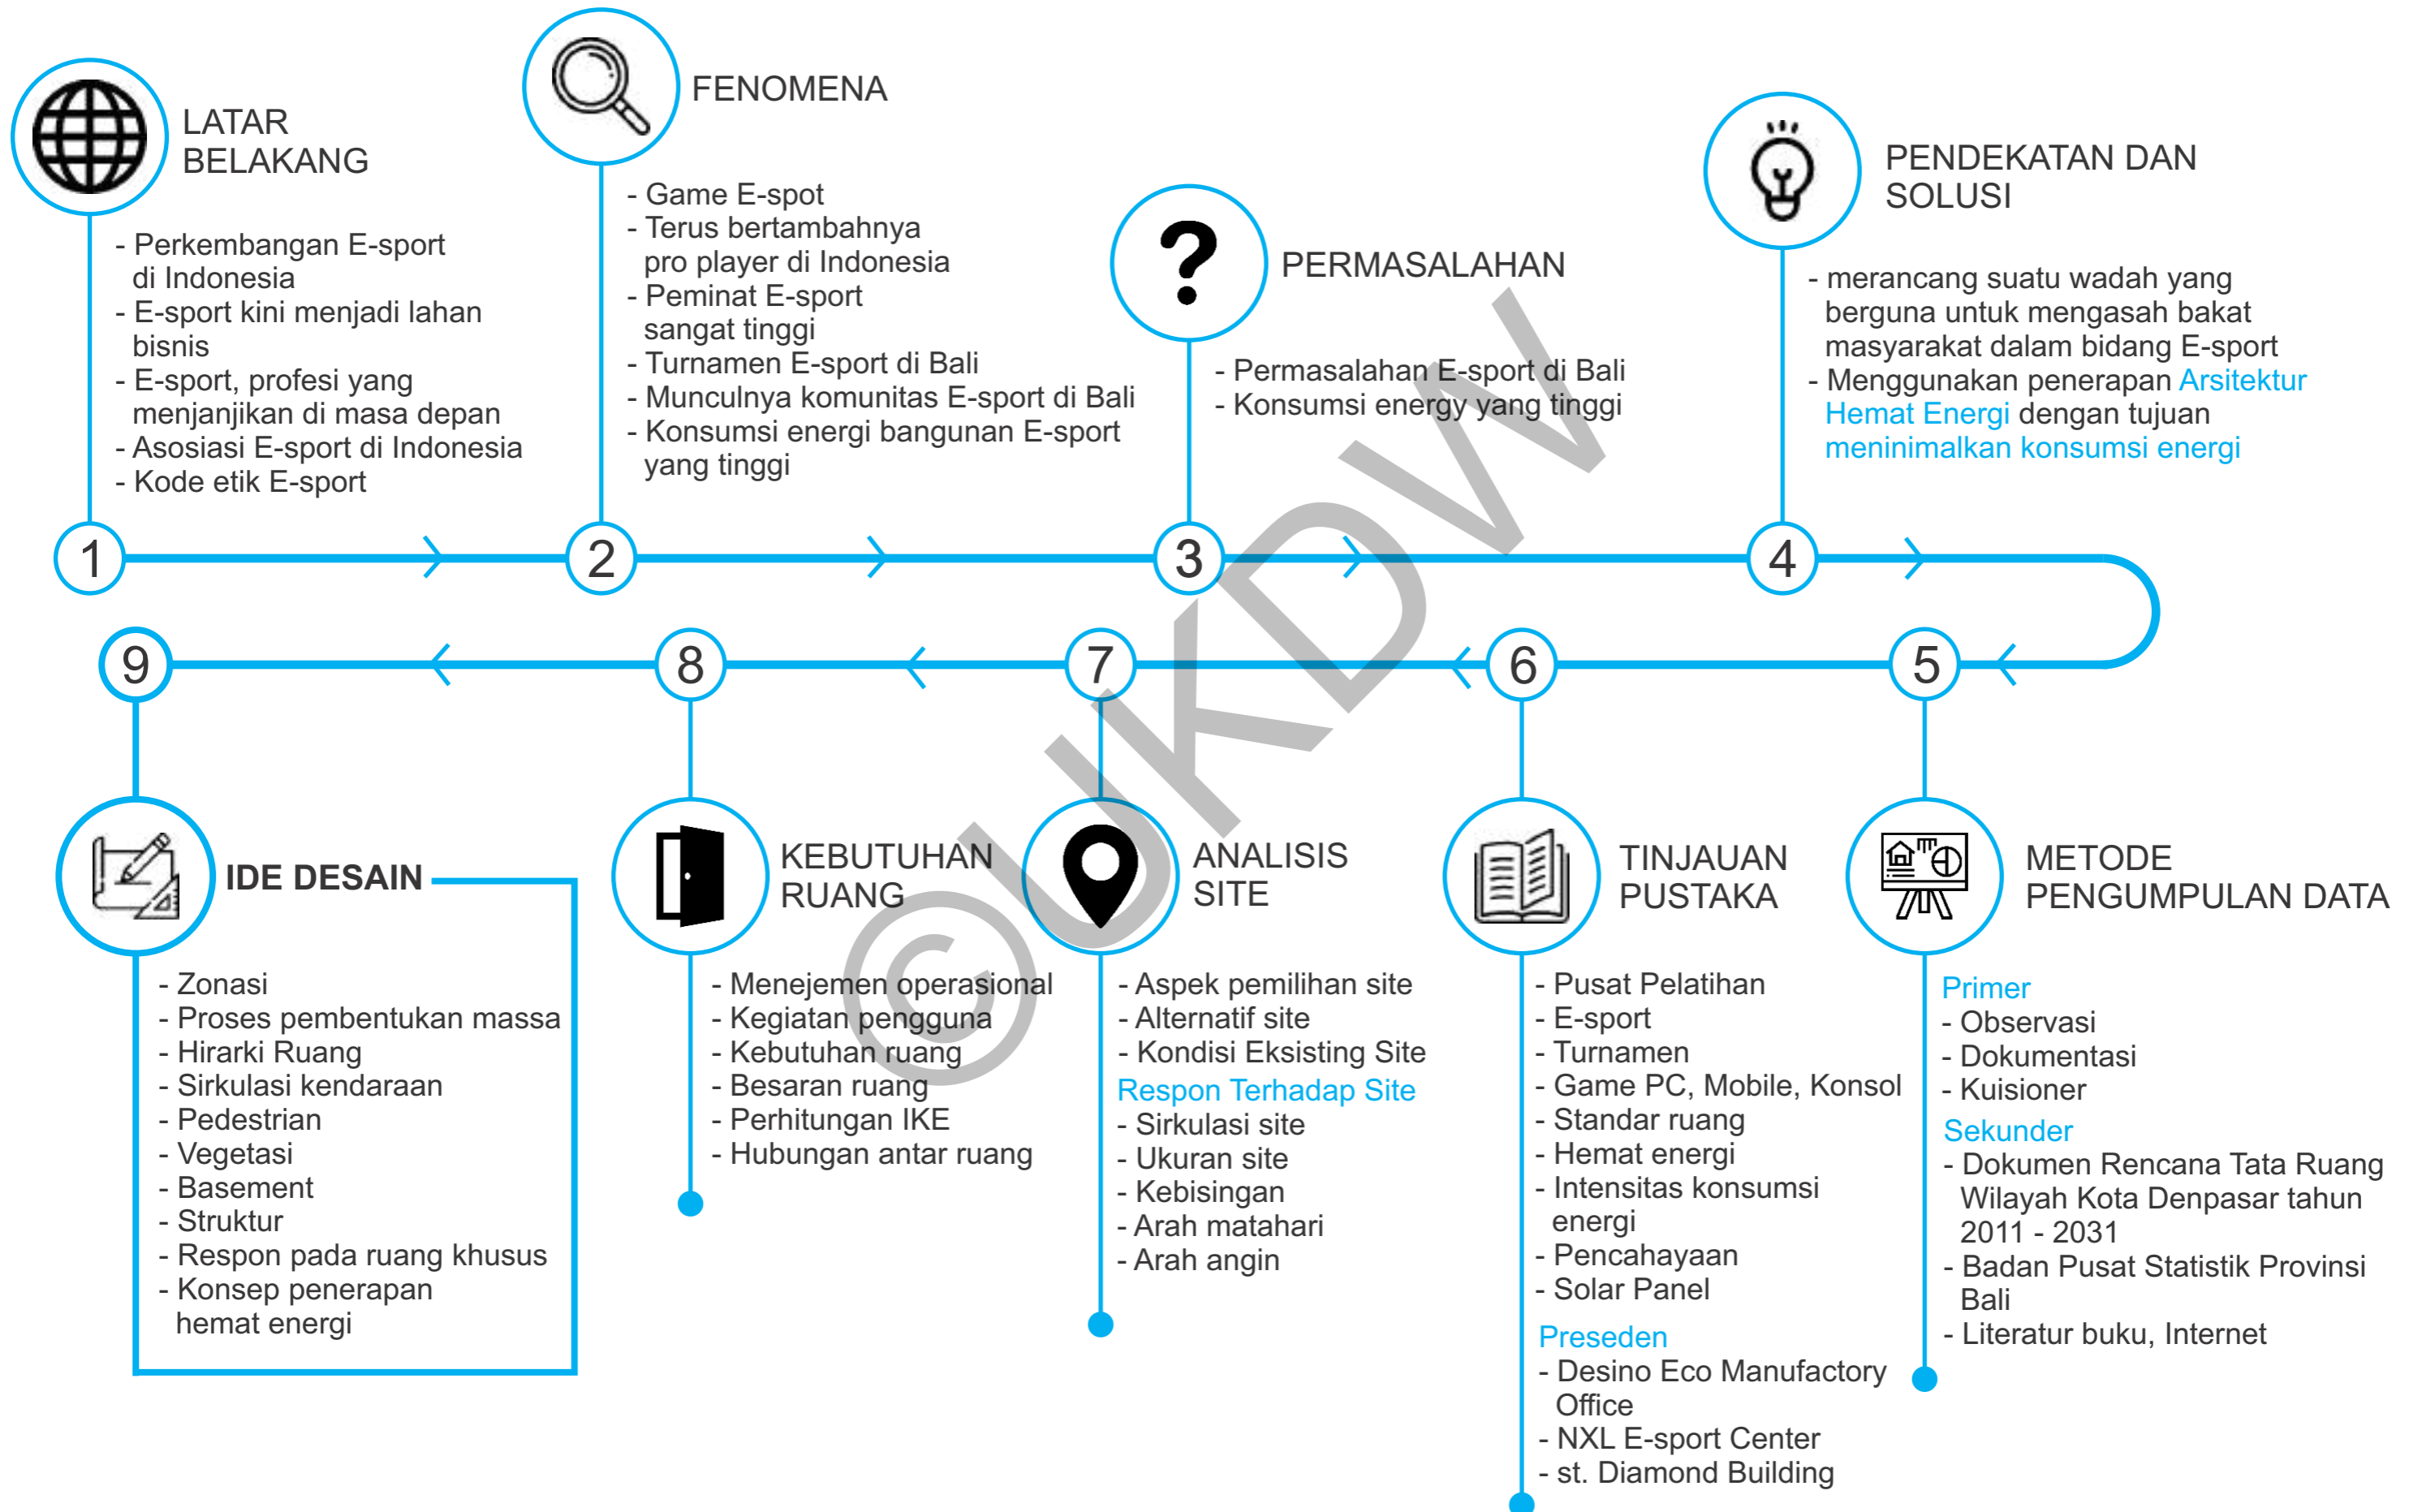 LATAR
BELAKANG
- Perkembangan E-sport
di Indonesia
- E-sport kini menjadi lahan
bisnis
- E-sport, profesi yang
menjanjikan di masa depan
- Asosiasi E-sport di Indonesia
- Kode etik E-sport
1
FENOMENA
- Game E-spot
- Terus bertambahnya
pro player di Indonesia
- Peminat E-sport
sangat tinggi
- Turnamen E-sport di Bali
- Munculnya komunitas E-sport di Bali
- Konsumsi energi bangunan E-sport
yang tinggi
2
?
PERMASALAHAN
- Permasalahan E-sport di Bali
- Konsumsi energy yang tinggi
3
PENDEKATAN DAN
SOLUSI
- merancang suatu wadah yang
berguna untuk mengasah bakat
masyarakat dalam bidang E-sport
- Menggunakan penerapan Arsitektur
Hemat Energi dengan tujuan
meninimalkan konsumsi energi
4
5
METODE
PENGUMPULAN DATA
Primer
- Observasi
- Dokumentasi
- Kuisioner
Sekunder
- Dokumen Rencana Tata Ruang
Wilayah Kota Denpasar tahun
2011 - 2031
- Badan Pusat Statistik Provinsi
Bali
- Literatur buku, Internet
6
TINJAUAN
PUSTAKA
- Pusat Pelatihan
- E-sport
- Turnamen
- Game PC, Mobile, Konsol
- Standar ruang
- Hemat energi
- Intensitas konsumsi
energi
- Pencahayaan
- Solar Panel
Preseden
- Desino Eco Manufactory
Office
- NXL E-sport Center
- st. Diamond Building
7
ANALISIS
SITE
- Aspek pemilihan site
- Alternatif site
- Kondisi Eksisting Site
Respon Terhadap Site
- Sirkulasi site
- Ukuran site
- Kebisingan
- Arah matahari
- Arah angin
8
KEBUTUHAN
RUANG
- Menejemen operasional
- Kegiatan pengguna
- Kebutuhan ruang
- Besaran ruang
- Perhitungan IKE
- Hubungan antar ruang
9
IDE DESAIN
- Zonasi
- Proses pembentukan massa
- Hirarki Ruang
- Sirkulasi kendaraan
- Pedestrian
- Vegetasi
- Basement
- Struktur
- Respon pada ruang khusus
- Konsep penerapan
hemat energi
©UKDW